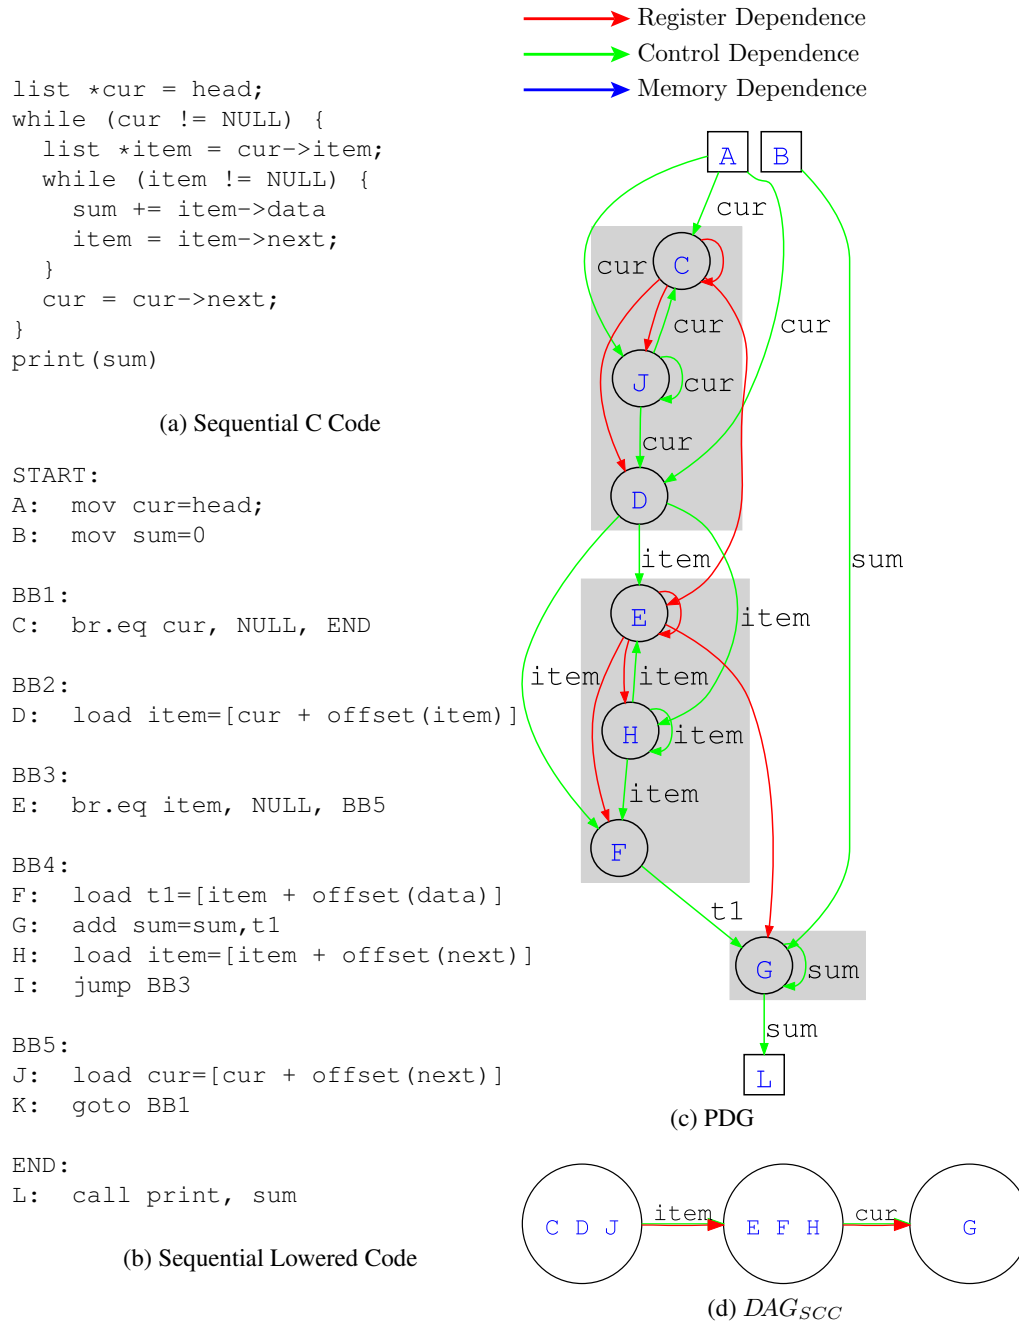 Register Dependence
Control Dependence
Memory Dependence
list *cur = head;
while (cur != NULL) {
list *item = cur->item;
while (item != NULL) {
sum += item->data
item = item->next;
}
cur = cur->next;
}
print(sum)
(a) Sequential C Code
START:
A: mov cur=head;
B: mov sum=0
BB1:
C: br.eq cur, NULL, END
BB2:
D: load item=[cur + offset(item)]
BB3:
E: br.eq item, NULL, BB5
BB4:
F: load t1=[item + offset(data)]
G: add sum=sum,t1
H: load item=[item + offset(next)]
I: jump BB3
BB5:
J: load cur=[cur + offset(next)]
K: goto BB1
END:
L: call print, sum
(b) Sequential Lowered Code
A B
cur
C
cur
cur
cur
J
cur
cur
D
item
sum
E
item
item
item
H
item
item
F
t1
G
sum
sum
L
(c) PDG
C D J
item
E F H
cur
G
(d) DAGSCC